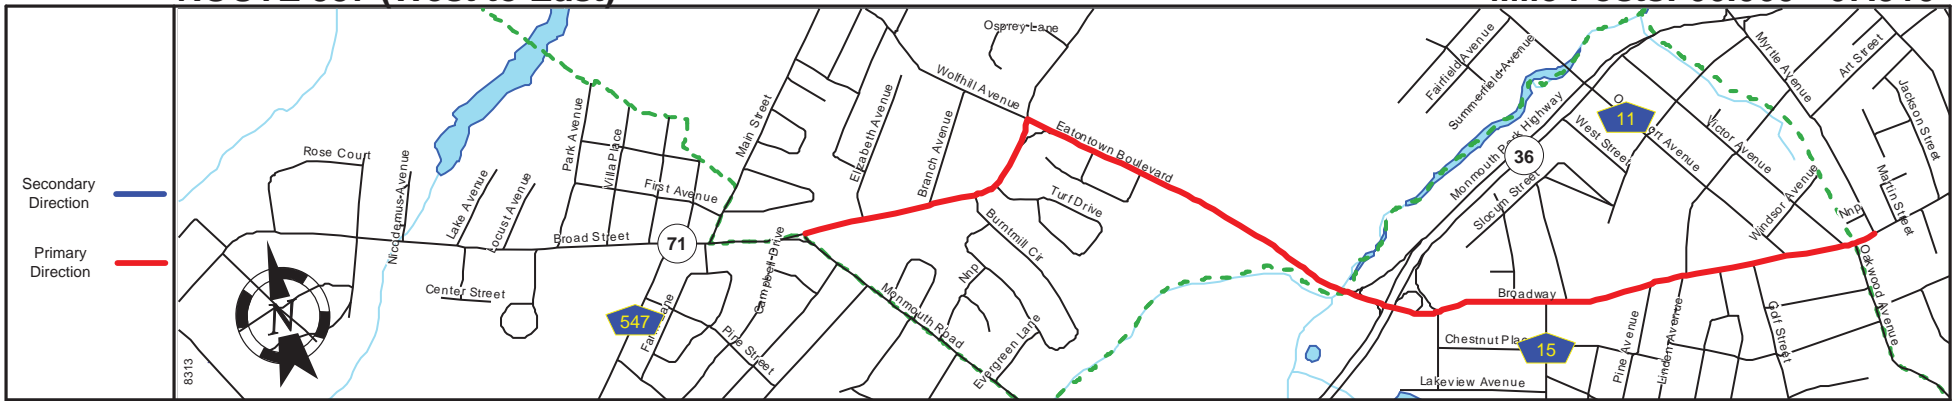 Secondary
Direction
Primary
Direction
8313
N
Rose Court
Nicodemus Avenue
Lake Avenue
Locust Avenue
Center Street
Broad Street
Park Avenue
Villa Place
First Avenue
71
547
Main Street
Campbell Drive
Pine Street
Elizabeth Avenue
Branch Avenue
Wolfhill Avenue
Osprey Lane
Eatontown Boulevard
Turf Drive
Burntmill Cir
Nnp
Monmouth Road
Evergreen Lane
Fairfield Avenue
Summerfield Avenue
Monmouth Park Highway
36
Slocum Street
West Street
11
Victor Avenue
Windsor Avenue
Myrtle Avenue
Art Street
Jackson Street
Martin Street
Nnp
Oakwood Avenue
Broadway
Chestnut
15
Lakeview Avenue
Pine Avenue
Linden Avenue
Golf Street